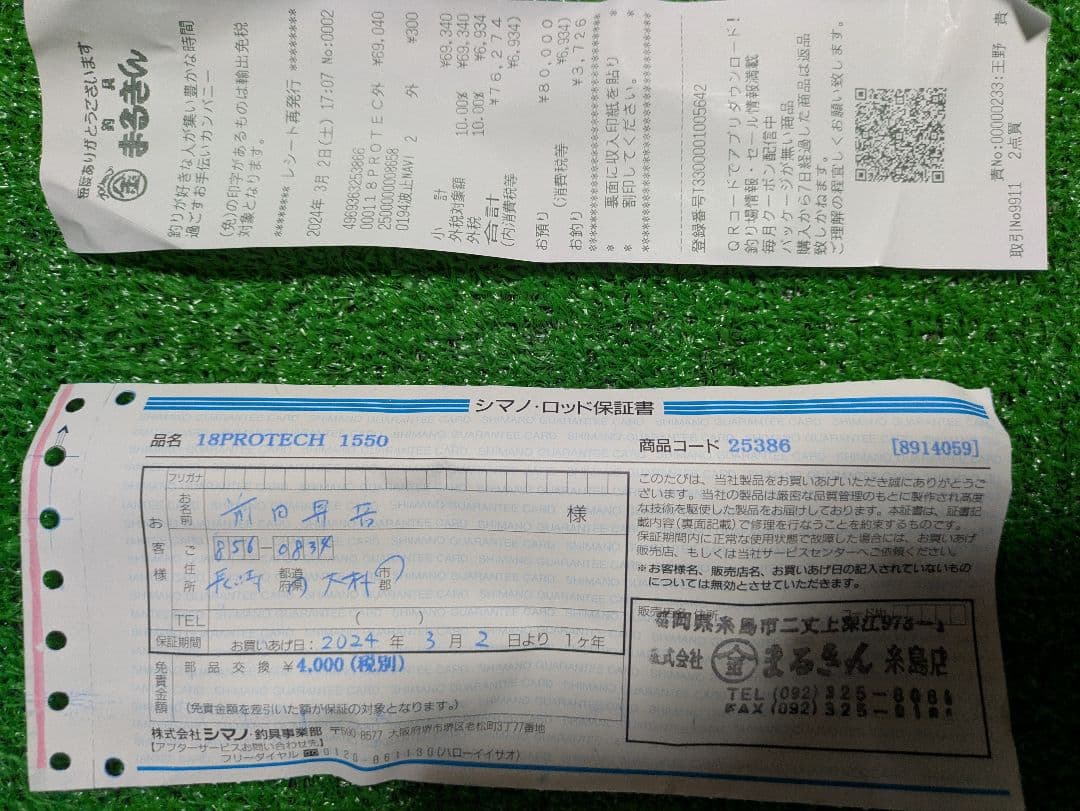 毎度ありがとうございます
釣具
まるきん
釣りが好きな人が集い豊かな時間
過ごすお手伝いカンパニー
(免)の印字があるものは輸出免税
対象となります。
******* レシート再発行 *******
2024年 3月 2日(土) 17:07 No:0002
4969363253866
00011 8PROTEC外 ¥69,040
2500000008658
0194波止NAVI 2 外 ¥300
小 計 ¥69,340
外税対象額 10.00% ¥69,340
外税 10.00% ¥6,934
合計 ¥76,274
(内消費税等 ¥6,934)
お預り ¥80,000
(消費税等 ¥6,934)
お釣り ¥3,726
* 裏面に収入印紙を貼り *
* 割印してください。 *
登録番号T3300001005642
QRコードでアプリダウンロード!
釣り場情報・セール情報満載
毎月クーポン配信中
パッケージが無い商品
購入から7日経過した商品は返品
致しかねます。
ご理解の程宜しくお願い致します。
責No:00000233:王野 貴
取引No9911 2点買
シマノ・ロッド保証書
品名 18PROTECH 1550
商品コード 25386 [8914059]
フリガナ
お客様
お名前 前田昇吾 様
ご住所 856-0834
長崎 都道府県 大村 市郡
TEL ( )
保証期間 お買いあげ日:2024年 3月 2日より 1ヶ年
免責金額 部品交換 ¥4,000(税別)
(免責金額を差引いた額が保証の対象となります。)
株式会社シマノ・釣具事業部 〒590-8577 大阪府堺市堺区老松町3丁77番地
【アフターサービスお問い合わせ先】
フリーダイヤル 0120-861130(ハローイイサオ)
このたびは、当社製品をお買いあげいただき誠にありがとうご
ざいます。当社の製品は厳密な品質管理のもとに製作され高度
な技術を駆使した製品をお届けしております。本証書は、証書記
載内容(裏面記載)で修理を行なうことを約束するものです。
保証期間内に正常な使用状態で故障した場合には、お買いあげ
販売店、もしくは当社サービスセンターへご依頼ください。
*お客様名、販売店名、お買いあげ日の記入されていないもの
については無効とさせていただきます。
販売店名・住所 コードNo.
福岡県糸島市二丈上深江978-1
株式会社 金 まるきん 糸島店
TEL (092) 325-8081
FAX (092) 325-